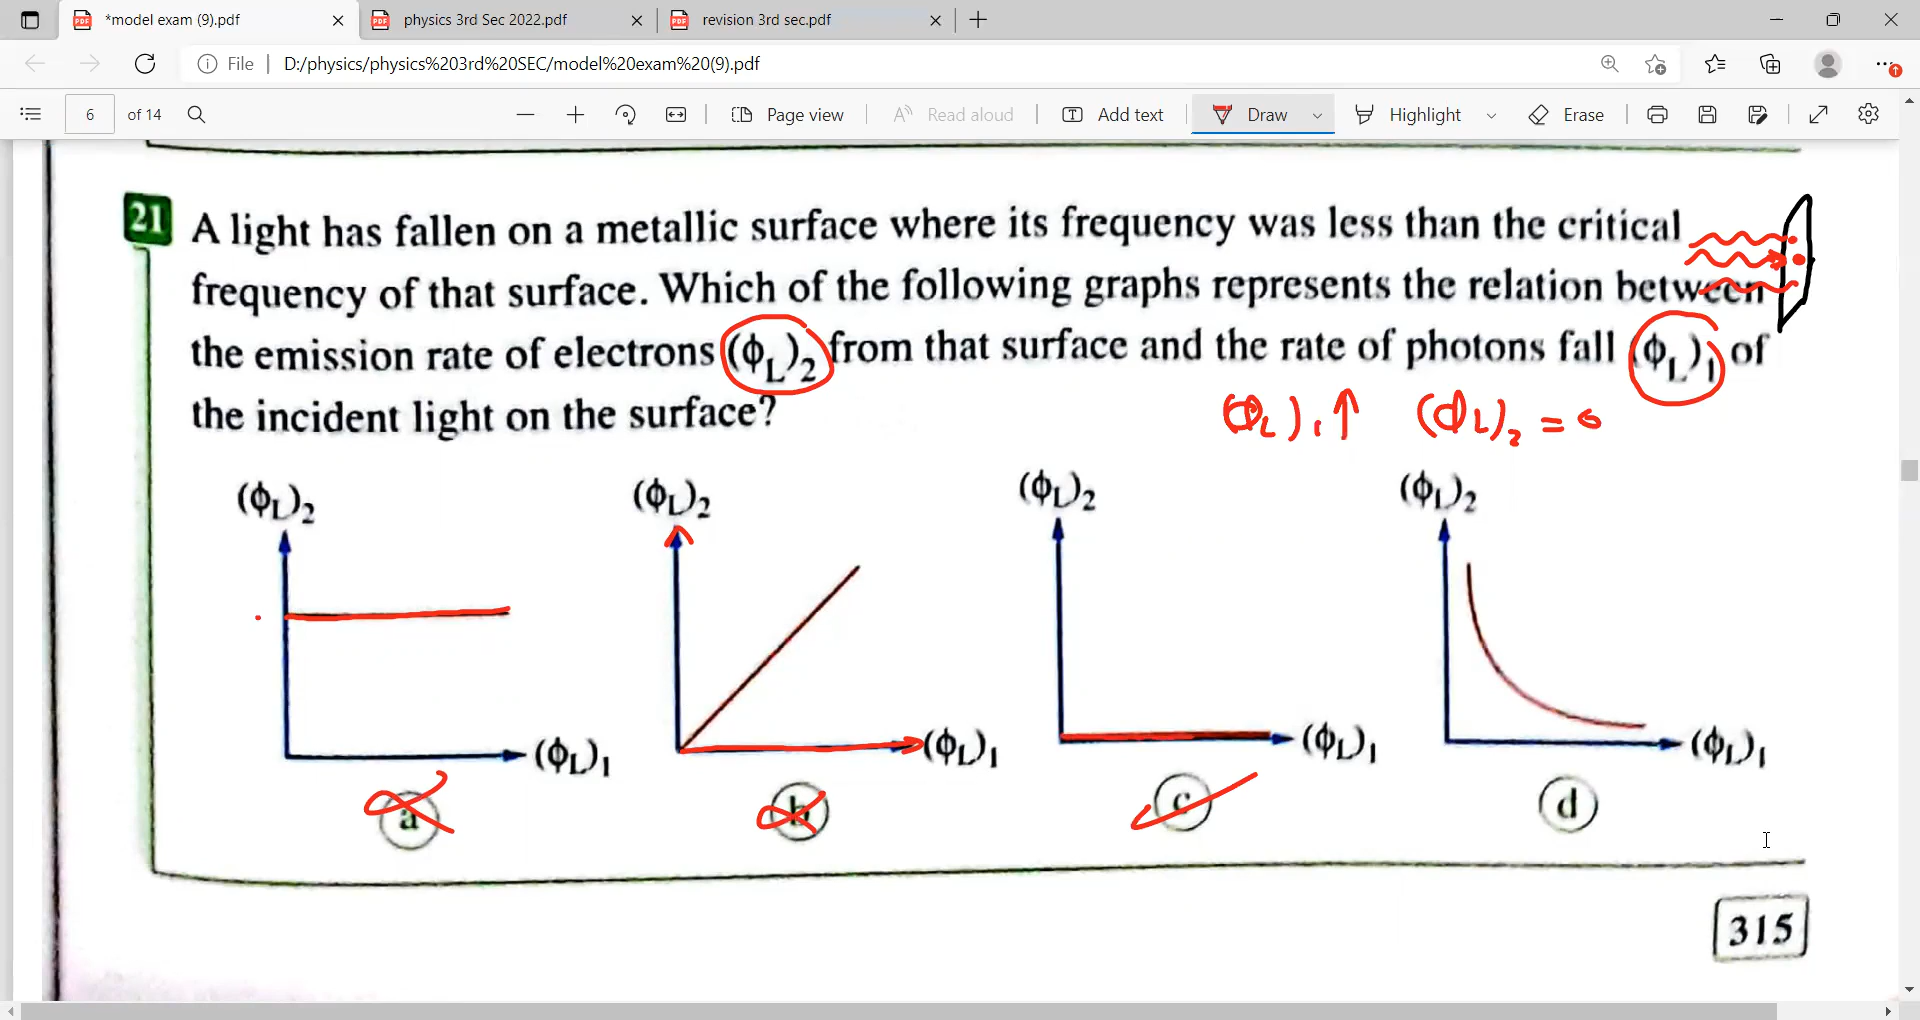 *model exam (9).pdf
physics 3rd Sec 2022.pdf
revision 3rd sec.pdf
File D:/physics/physics%203rd%20SEC/model%20exam%20(9).pdf
6 of 14 Page view Read aloud Add text Draw Highlight Erase
21 A light has fallen on a metallic surface where its frequency was less than the critical
frequency of that surface. Which of the following graphs represents the relation between
the emission rate of electrons (ϕL)2 from that surface and the rate of photons fall (ϕL)1 of
the incident light on the surface?
(ϕL)1 ↑ (ϕL)2 = 0
(ϕL)2 (ϕL)2 (ϕL)2 (ϕL)2
(ϕL)1 (ϕL)1 (ϕL)1 (ϕL)1
a b c d
315